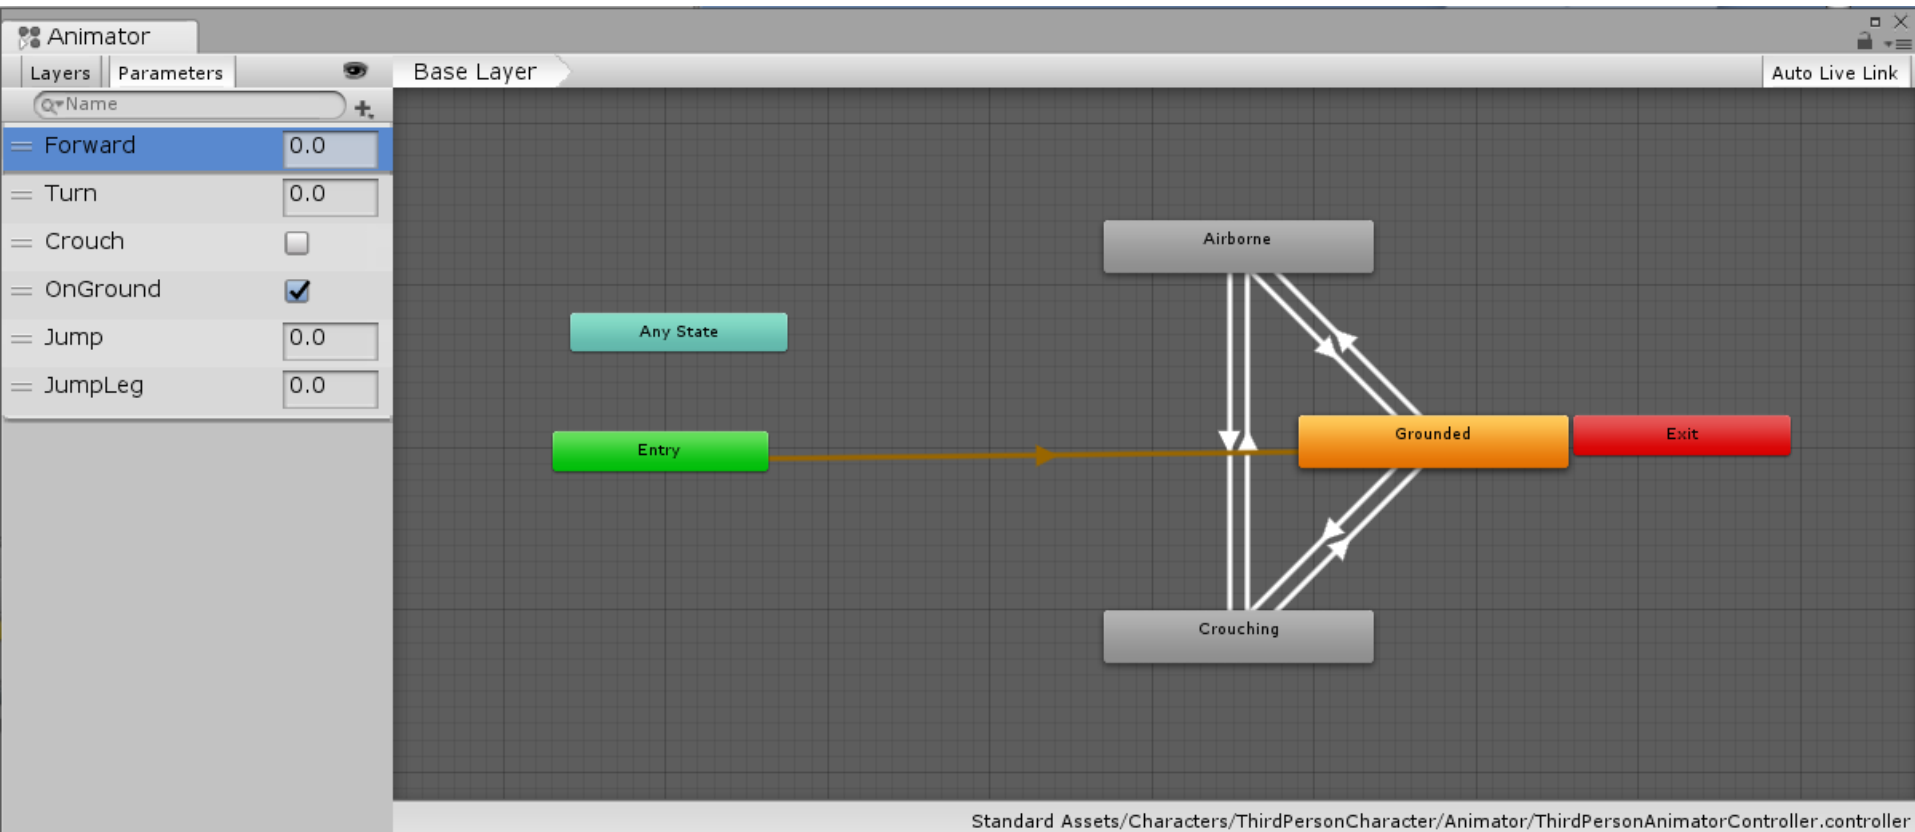 Animator
Layers Parameters
Base Layer
Auto Live Link
Name
Forward 0.0
Turn 0.0
Crouch
OnGround
Jump 0.0
JumpLeg 0.0
Airborne
Any State
Grounded
Exit
Entry
Crouching
Standard Assets/Characters/ThirdPersonCharacter/Animator/ThirdPersonAnimatorController.controller